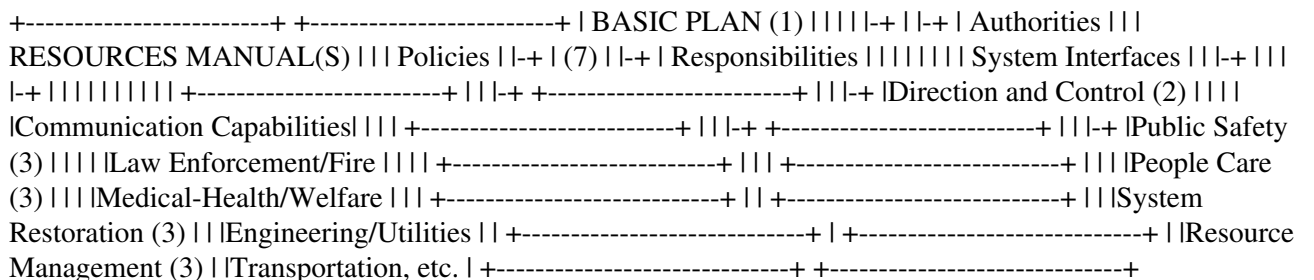 +-------------------------+ +-------------------------+ | BASIC PLAN (1) | | | | |-+ | |-+ | Authorities | | |
RESOURCES MANUAL(S) | | | Policies | |-+ | (7) | |-+ | Responsibilities | | | | | | | | System Interfaces | | |-+ | | |
|-+ | | | | | | | | | | +-------------------------+ | | |-+ +-------------------------+ | | |-+ |Direction and Control (2) | | | |
|Communication Capabilities| | | | +--------------------------+ | | |-+ +--------------------------+ | | |-+ |Public Safety
(3) | | | | |Law Enforcement/Fire | | | | +---------------------------+ | | | +---------------------------+ | | | |People Care
(3) | | | |Medical-Health/Welfare | | | +----------------------------+ | | +----------------------------+ | | |System
Restoration (3) | | |Engineering/Utilities | | +-----------------------------+ | +-----------------------------+ | |Resource
Management (3) | |Transportation, etc. | +------------------------------+ +------------------------------+